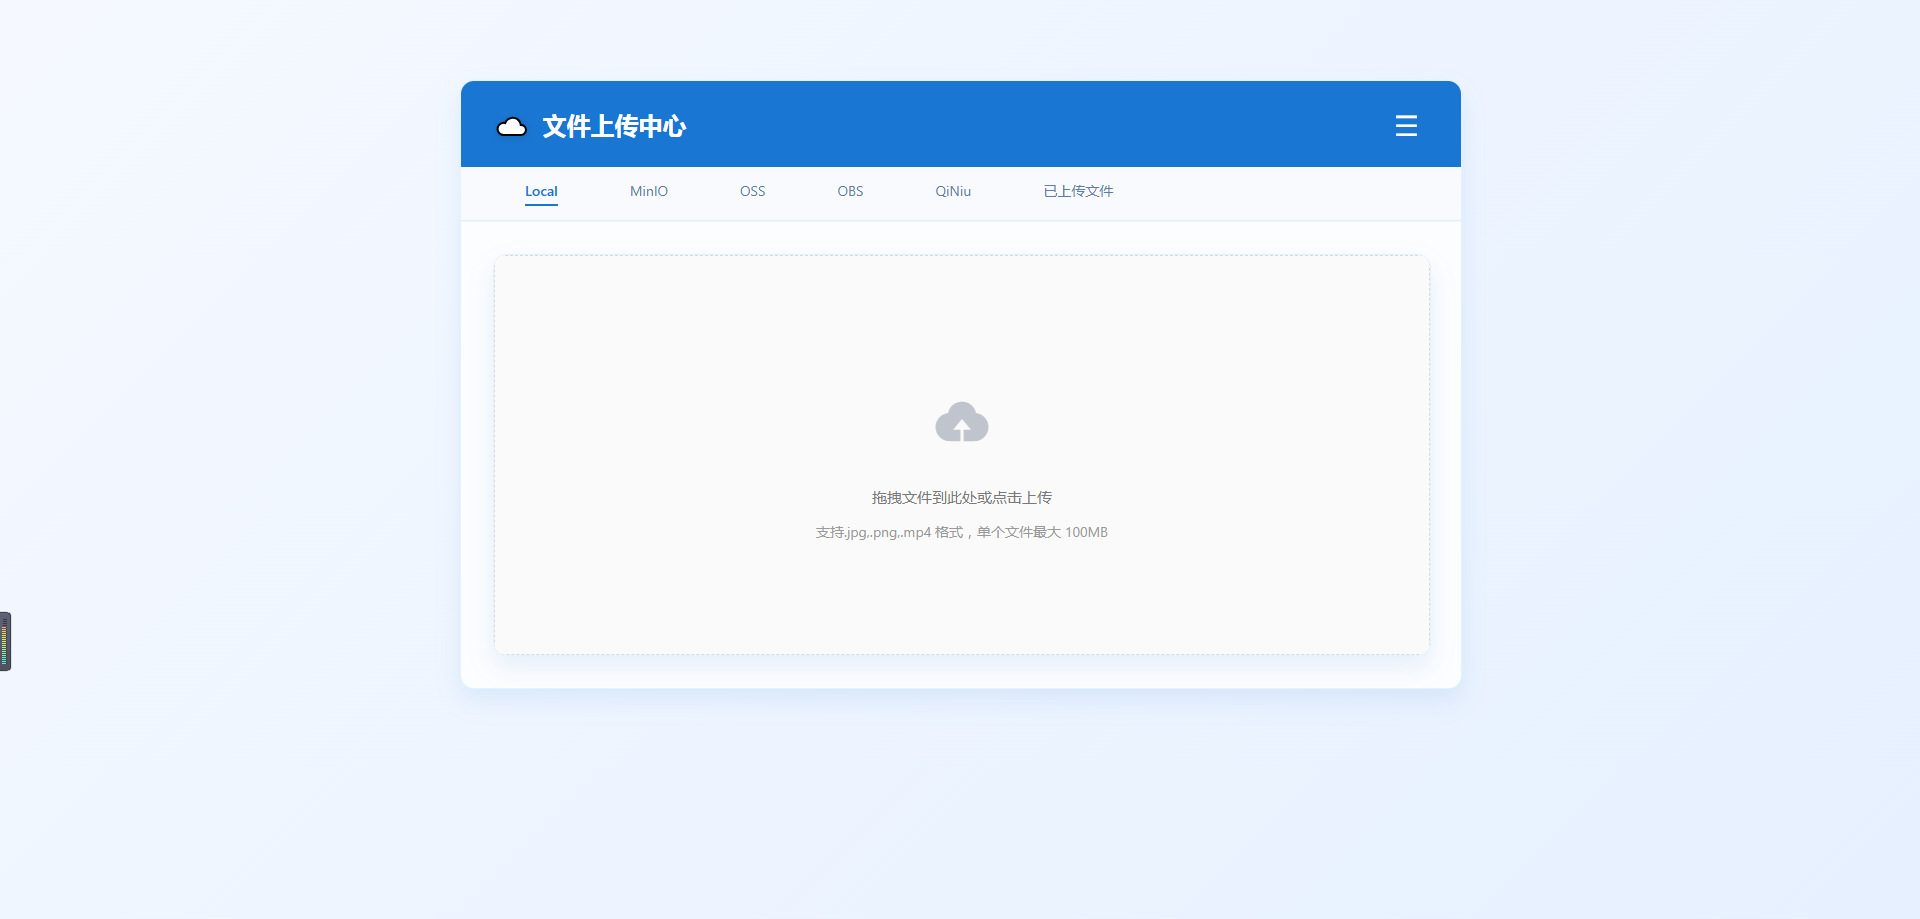 文件上传中心
Local
MinIO
OSS
OBS
QiNiu
已上传文件
拖拽文件到此处或点击上传
支持.jpg,.png,.mp4 格式，单个文件最大 100MB